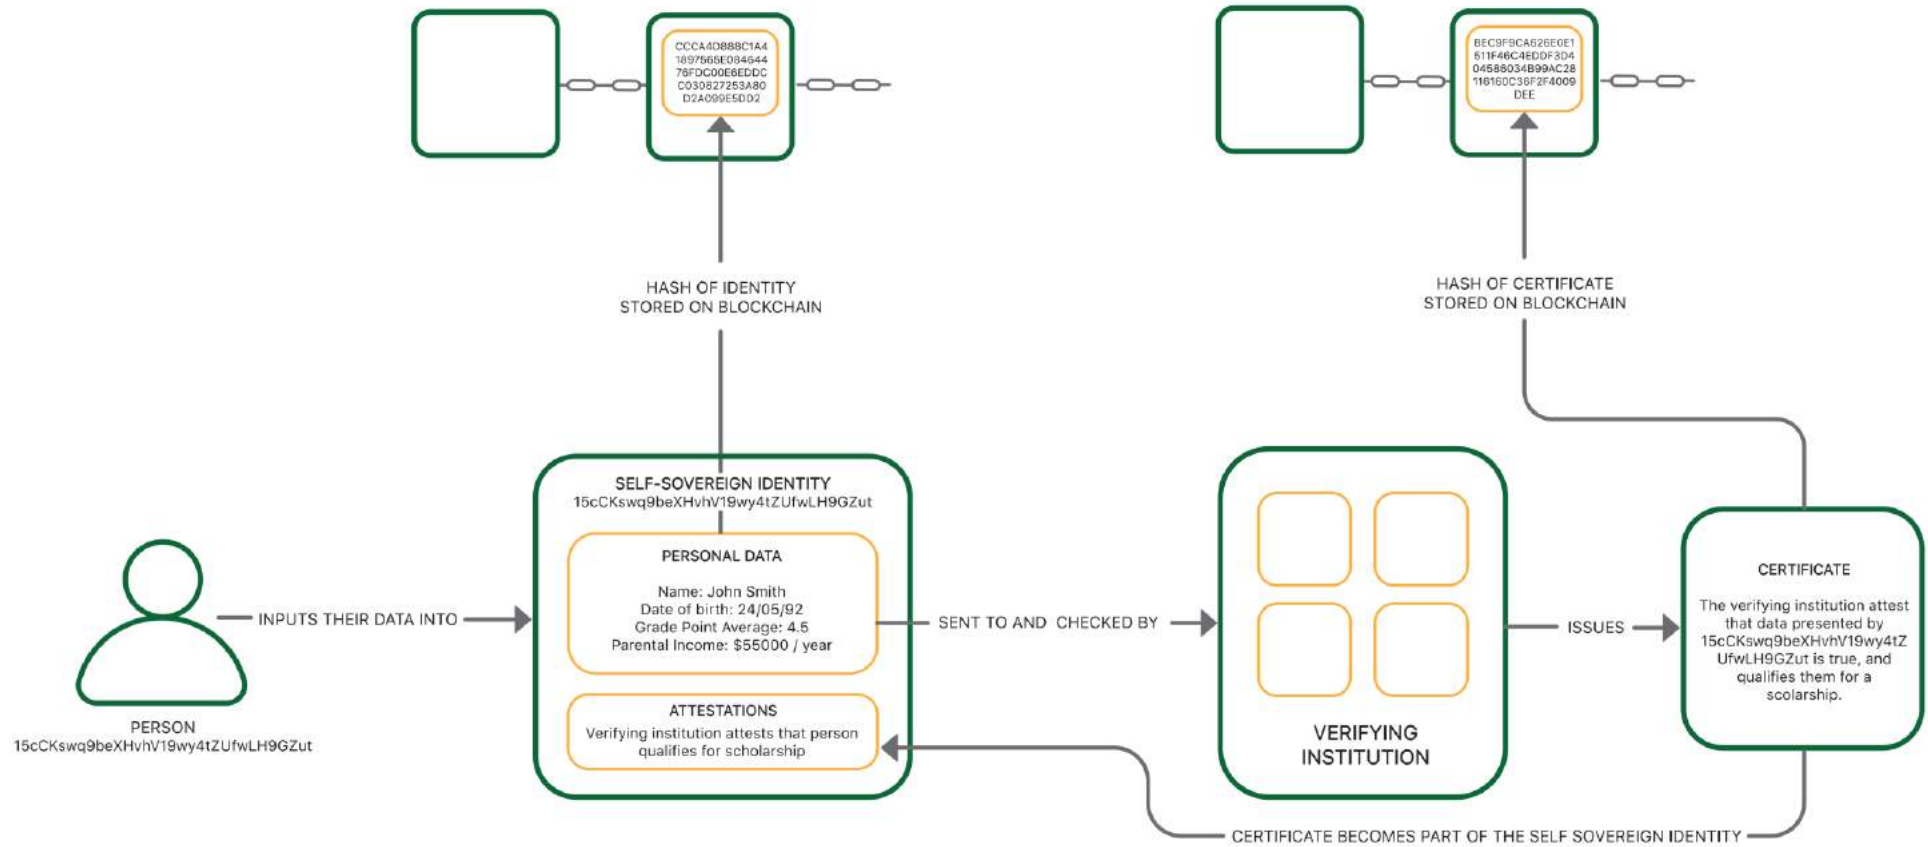 CCCA4D888C1A4
1897565E084644
76FDC00E6EDDC
C030827253A80
D2A099E5DD2
BEC9F9CA626E0E1
611F46C4EDDF3D4
04586034B99AC28
116160C36F2F4009
DEE
HASH OF IDENTITY
STORED ON BLOCKCHAIN
HASH OF CERTIFICATE
STORED ON BLOCKCHAIN
PERSON
15cCKswq9beXHvhV19wy4tZUfwLH9GZut
INPUTS THEIR DATA INTO
SELF-SOVEREIGN IDENTITY
15cCKswq9beXHvhV19wy4tZUfwLH9GZut
PERSONAL DATA
Name: John Smith
Date of birth: 24/05/92
Grade Point Average: 4.5
Parental Income: $55000 / year
ATTESTATIONS
Verifying institution attests that person
qualifies for scholarship
SENT TO AND CHECKED BY
VERIFYING
INSTITUTION
ISSUES
CERTIFICATE
The verifying institution attest
that data presented by
15cCKswq9beXHvhV19wy4tZ
UfwLH9GZut is true, and
qualifies them for a
scolarship.
CERTIFICATE BECOMES PART OF THE SELF SOVEREIGN IDENTITY